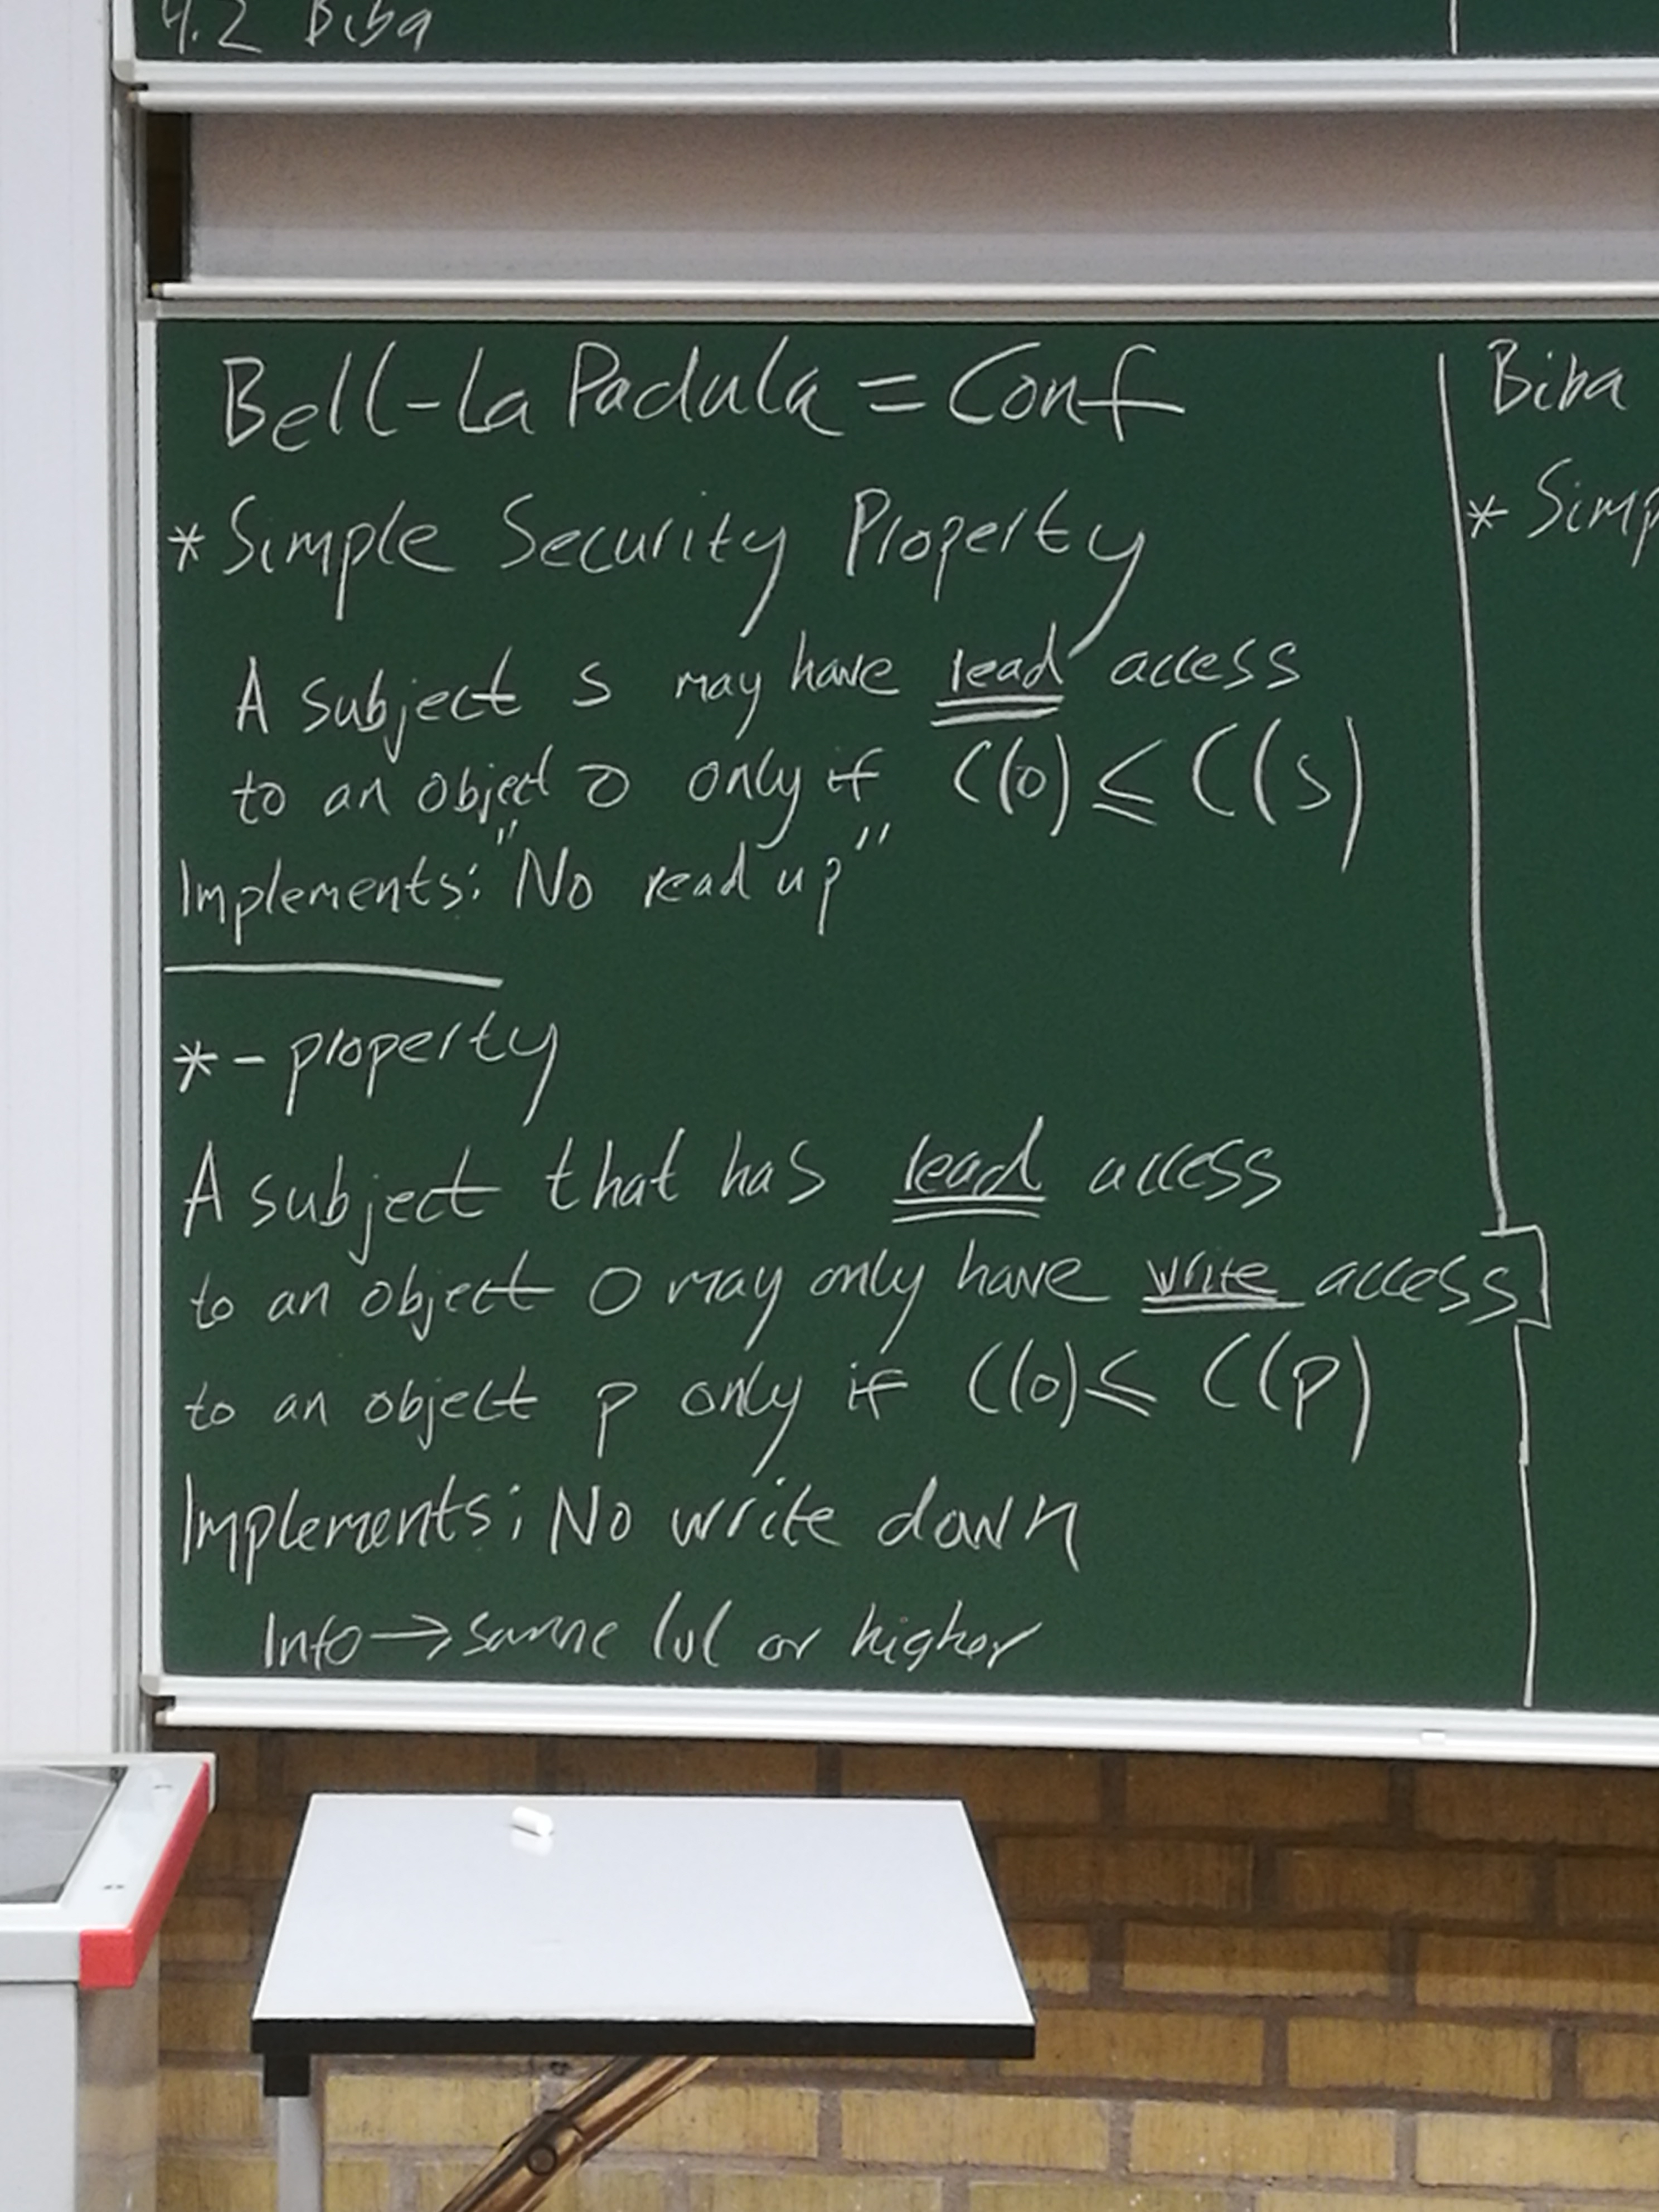 4.2 Biba
Bell-La Padula = Conf
* Simple Security Property
A subject s may have read access
to an object o only if C(o) ≤ C(s)
Implements: "No read up"
*-property
A subject that has read access
to an object o may only have write access
to an object p only if C(o) ≤ C(p)
Implements: No write down
Info → same lvl or higher
Biba
* Simp